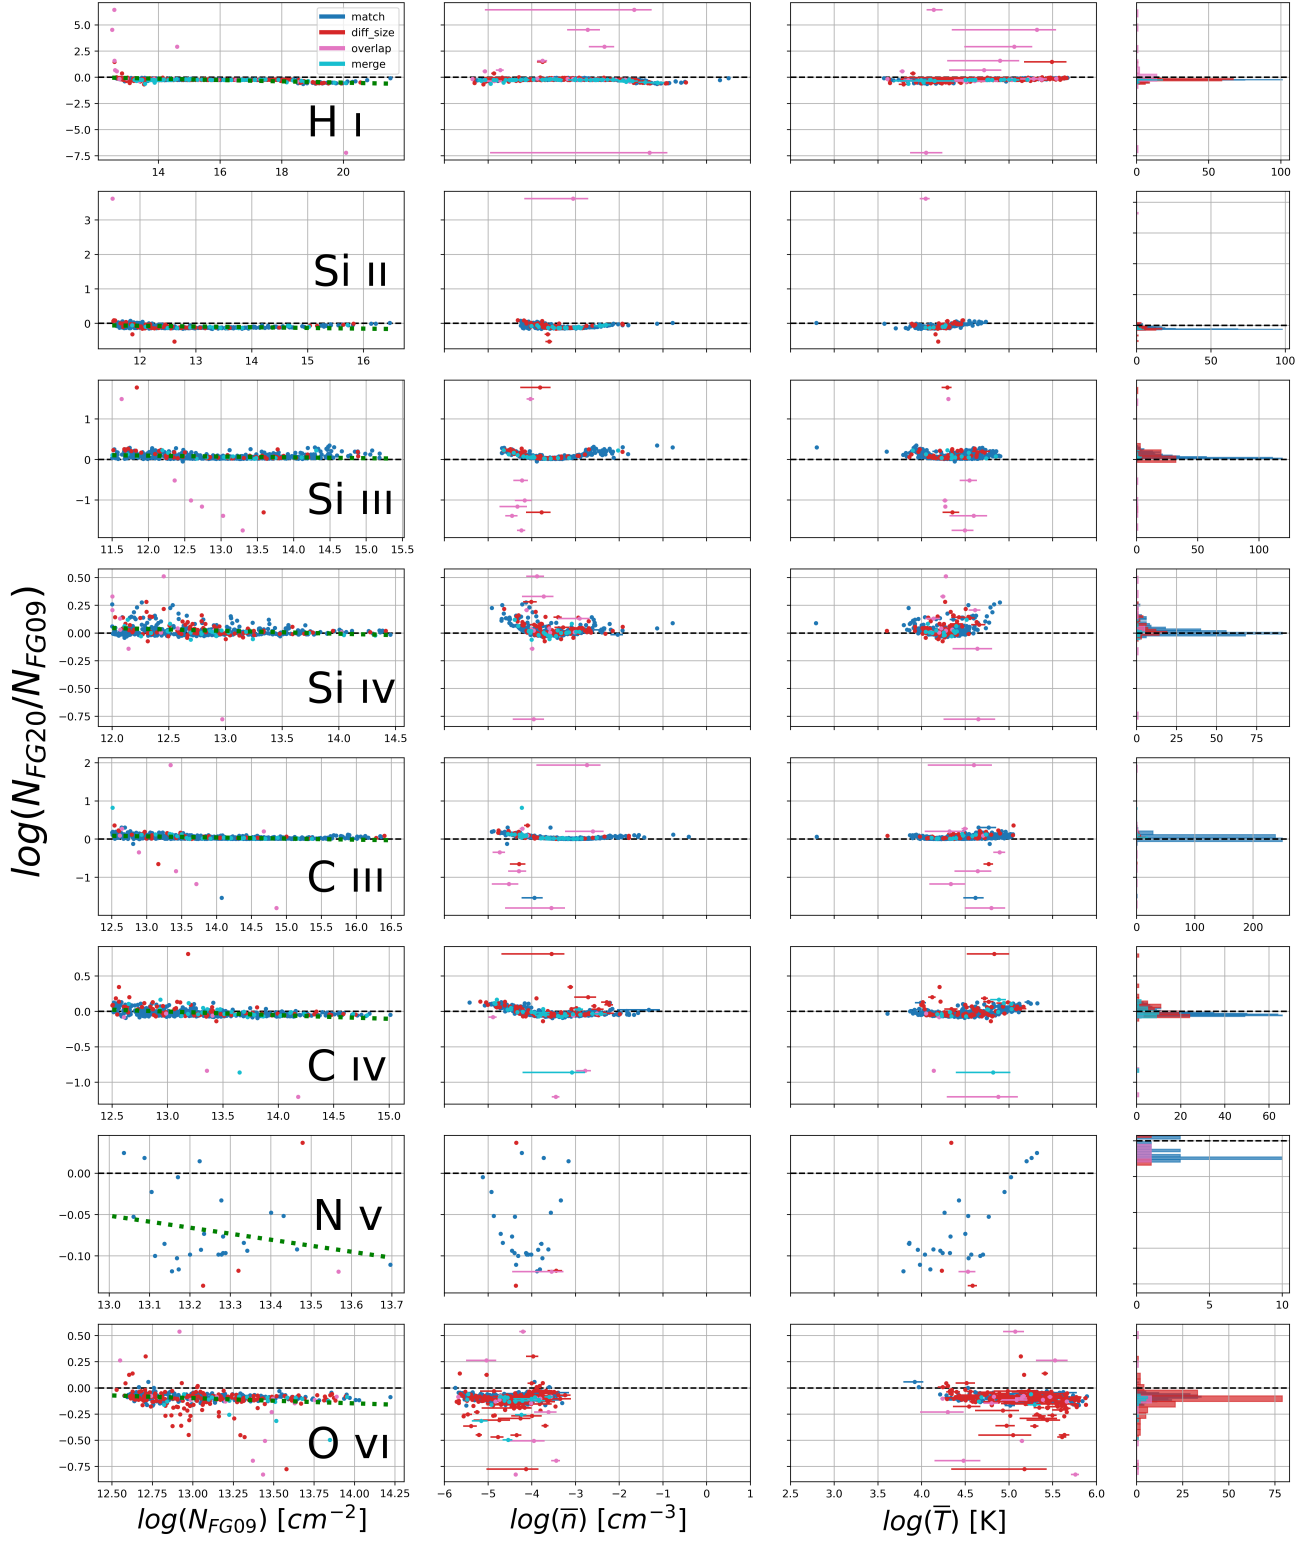 match
diff_size
overlap
merge
5.0
2.5
0.0
−2.5
−5.0
−7.5
H I
14 16 18 20
0 50 100
3
2
1
0
Si II
12 13 14 15 16
0 50 100
1
0
−1
Si III
11.5 12.0 12.5 13.0 13.5 14.0 14.5 15.0 15.5
0 50 100
0.50
0.25
0.00
−0.25
−0.50
−0.75
Si IV
12.0 12.5 13.0 13.5 14.0 14.5
0 25 50 75
log(N_FG20/N_FG09)
2
1
0
−1
C III
12.5 13.0 13.5 14.0 14.5 15.0 15.5 16.0 16.5
0 100 200
0.5
0.0
−0.5
−1.0
C IV
12.5 13.0 13.5 14.0 14.5 15.0
0 20 40 60
0.00
−0.05
−0.10
N V
13.0 13.1 13.2 13.3 13.4 13.5 13.6 13.7
0 5 10
0.50
0.25
0.00
−0.25
−0.50
−0.75
O VI
12.50 12.75 13.00 13.25 13.50 13.75 14.00 14.25
−6 −5 −4 −3 −2 −1 0 1
2.5 3.0 3.5 4.0 4.5 5.0 5.5 6.0
0 25 50 75
log(N_FG09) [cm⁻²]
log(n̅) [cm⁻³]
log(T̅) [K]